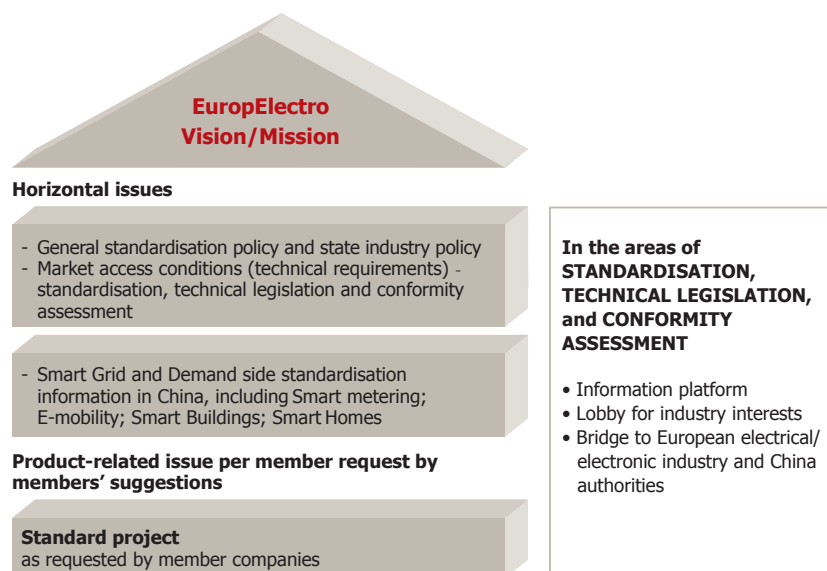 EuropElectro
Vision/Mission
Horizontal issues
- General standardisation policy and state industry policy
- Market access conditions (technical requirements) -
standardisation, technical legislation and conformity
assessment
- Smart Grid and Demand side standardisation
information in China, including Smart metering;
E-mobility; Smart Buildings; Smart Homes
Product-related issue per member request by
members’ suggestions
Standard project
as requested by member companies
In the areas of
STANDARDISATION,
TECHNICAL LEGISLATION,
and CONFORMITY
ASSESSMENT
• Information platform
• Lobby for industry interests
• Bridge to European electrical/
electronic industry and China
authorities